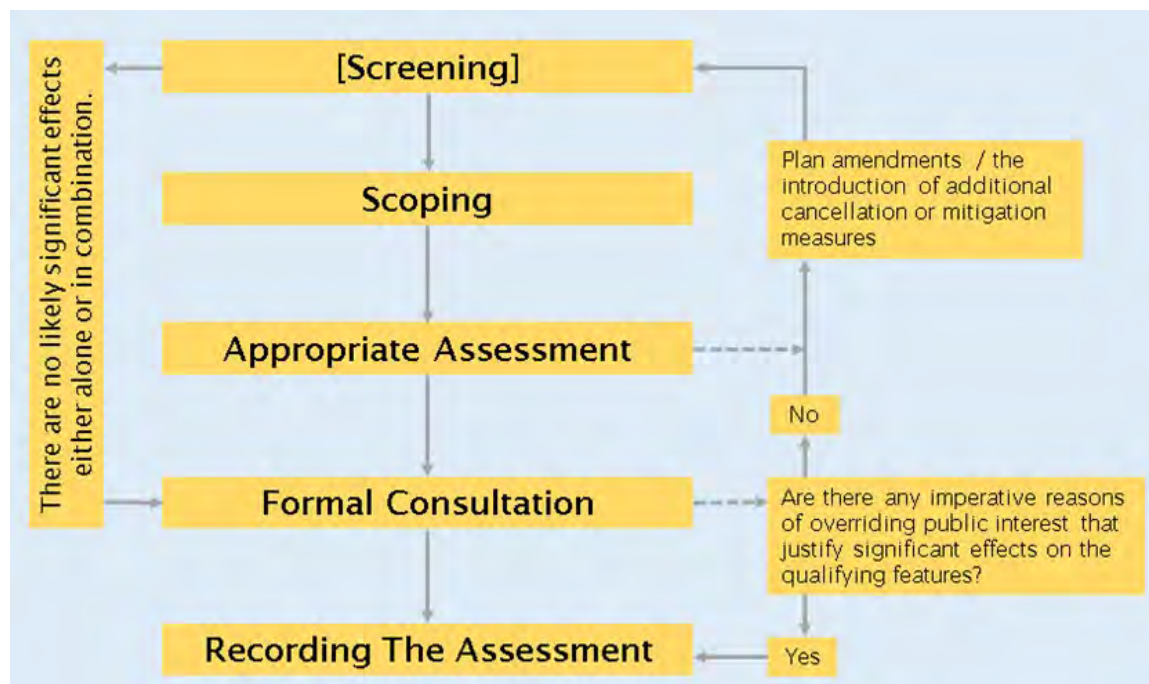 There are no likely significant effects
either alone or in combination.
[Screening]
Scoping
Appropriate Assessment
Formal Consultation
Recording The Assessment
Plan amendments / the
introduction of additional
cancellation or mitigation
measures
No
Are there any imperative reasons
of overriding public interest that
justify significant effects on the
qualifying features?
Yes